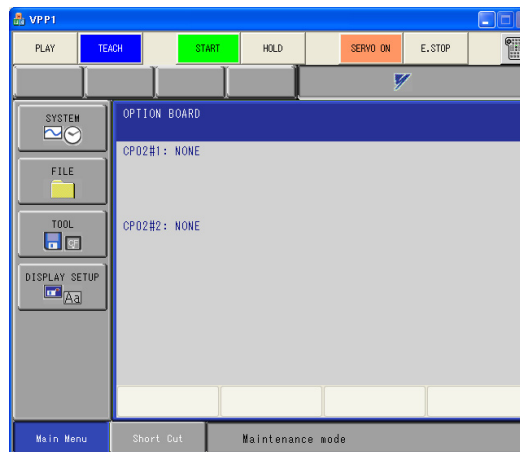 VPP1
PLAY TEACH START HOLD SERVO ON E.STOP
SYSTEM
FILE
TOOL
DISPLAY SETUP
Aa
OPTION BOARD
CP02#1: NONE
CP02#2: NONE
Main Menu Short Cut Maintenance mode